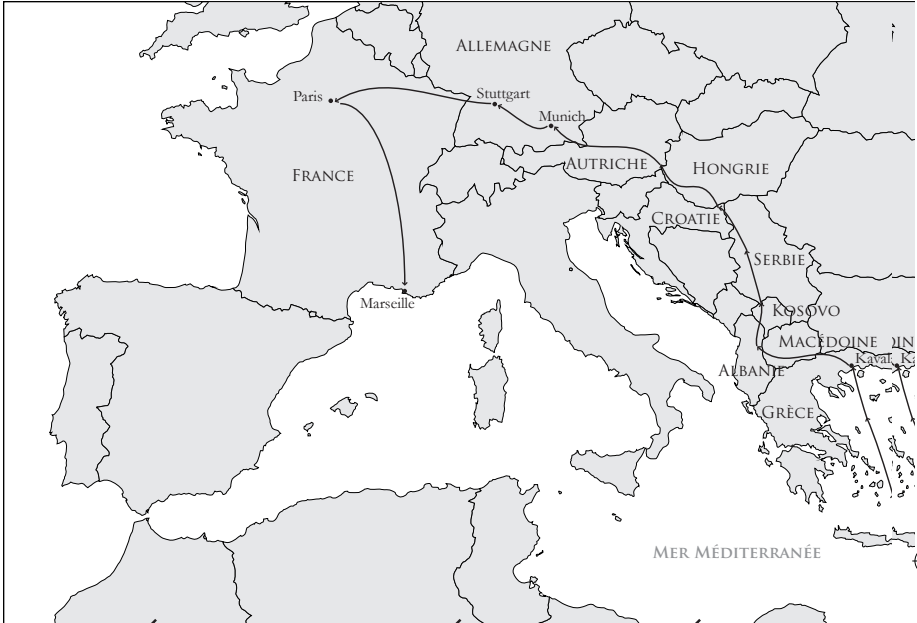 ALLEMAGNE
Paris
Stuttgart
Munich
AUTRICHE
HONGRIE
FRANCE
CROATIE
SERBIE
Marseille
KOSOVO
MACÉDOINE
ALBANIE
GRÈCE
MER MÉDITERRANÉE